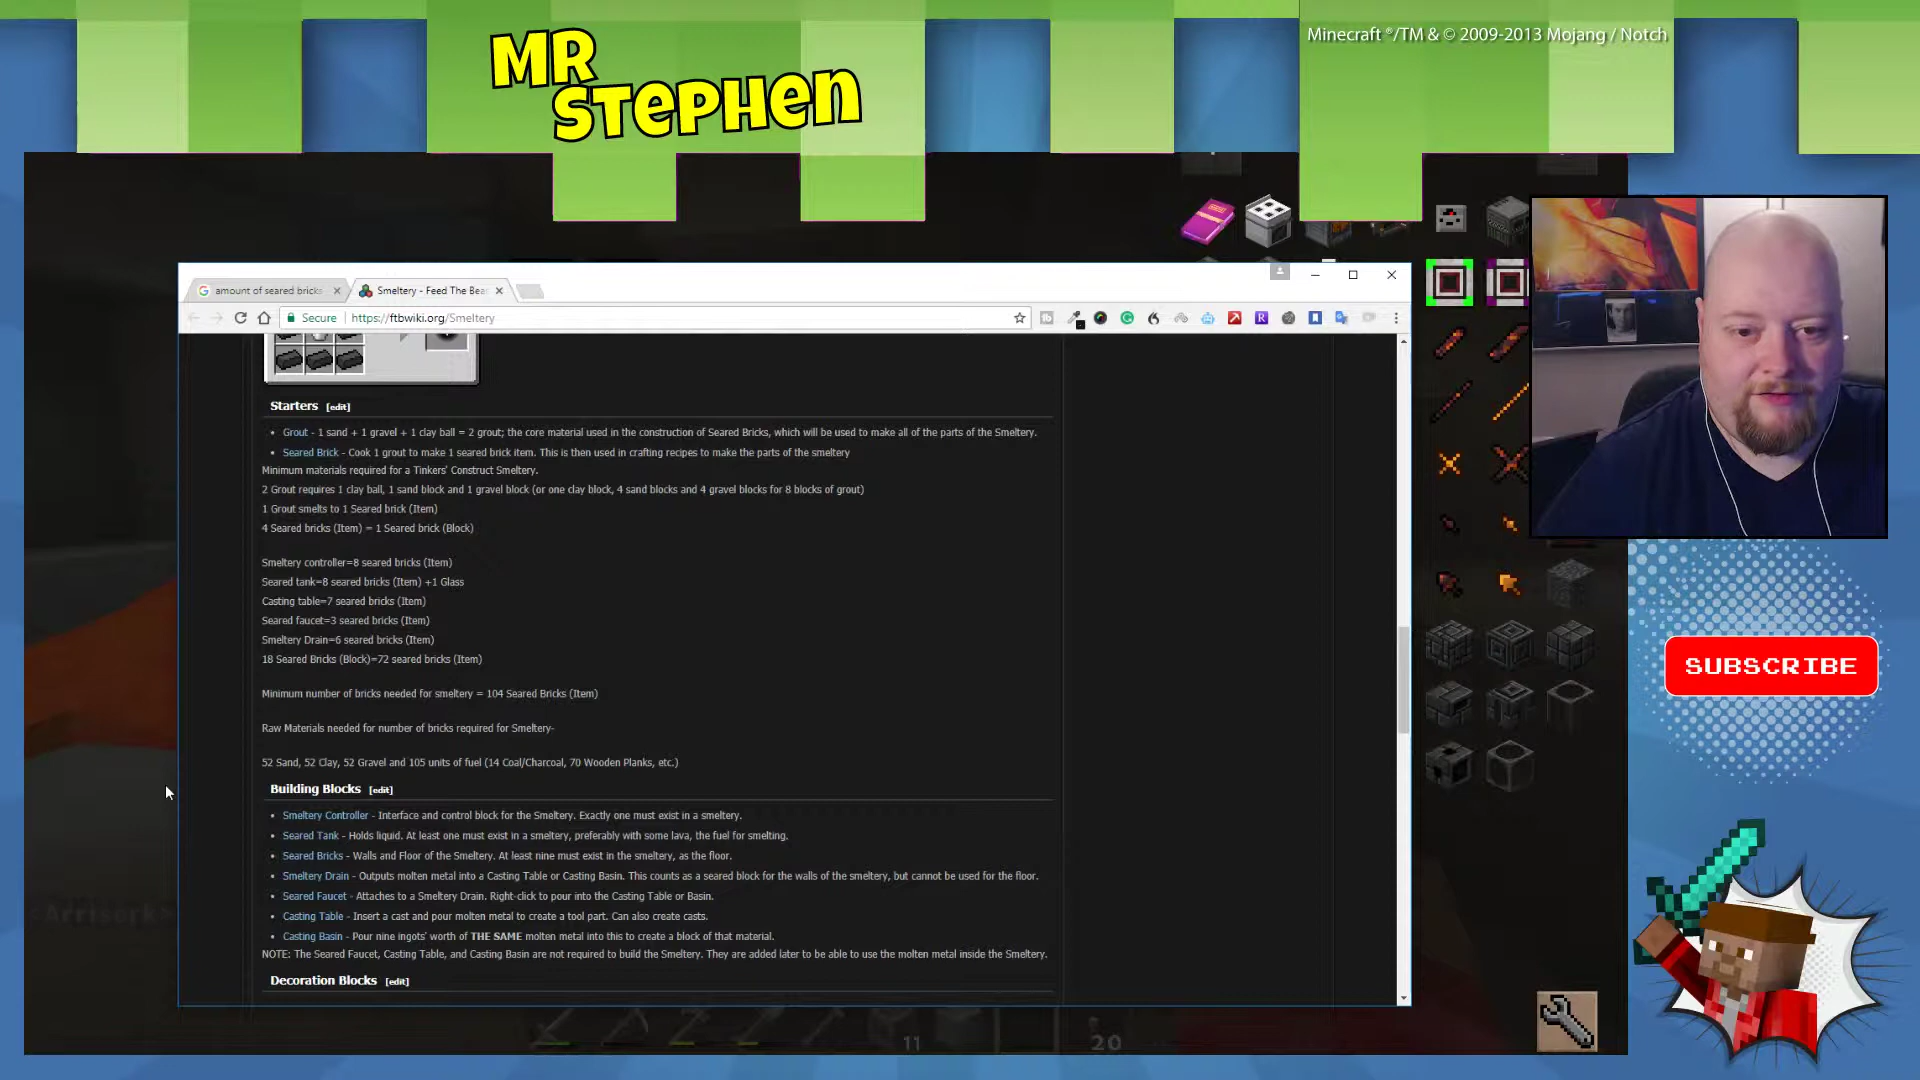 MR
STePHen
Minecraft ®/TM & © 2009-2013 Mojang / Notch
amount of seared bricks
Smeltery - Feed The Bea
Secure
https://ftbwiki.org/Smeltery
Starters [edit]
• Grout - 1 sand + 1 gravel + 1 clay ball = 2 grout; the core material used in the construction of Seared Bricks, which will be used to make all of the parts of the Smeltery.
• Seared Brick - Cook 1 grout to make 1 seared brick item. This is then used in crafting recipes to make the parts of the smeltery
Minimum materials required for a Tinkers' Construct Smeltery.
2 Grout requires 1 clay ball, 1 sand block and 1 gravel block (or one clay block, 4 sand blocks and 4 gravel blocks for 8 blocks of grout)
1 Grout smelts to 1 Seared brick (Item)
4 Seared bricks (Item) = 1 Seared brick (Block)
Smeltery controller=8 seared bricks (Item)
Seared tank=8 seared bricks (Item) +1 Glass
Casting table=7 seared bricks (Item)
Seared faucet=3 seared bricks (Item)
Smeltery Drain=6 seared bricks (Item)
18 Seared Bricks (Block)=72 seared bricks (Item)
Minimum number of bricks needed for smeltery = 104 Seared Bricks (Item)
Raw Materials needed for number of bricks required for Smeltery-
52 Sand, 52 Clay, 52 Gravel and 105 units of fuel (14 Coal/Charcoal, 70 Wooden Planks, etc.)
Building Blocks [edit]
• Smeltery Controller - Interface and control block for the Smeltery. Exactly one must exist in a smeltery.
• Seared Tank - Holds liquid. At least one must exist in a smeltery, preferably with some lava, the fuel for smelting.
• Seared Bricks - Walls and Floor of the Smeltery. At least nine must exist in the smeltery, as the floor.
• Smeltery Drain - Outputs molten metal into a Casting Table or Casting Basin. This counts as a seared block for the walls of the smeltery, but cannot be used for the floor.
• Seared Faucet - Attaches to a Smeltery Drain. Right-click to pour into the Casting Table or Basin.
• Casting Table - Insert a cast and pour molten metal to create a tool part. Can also create casts.
• Casting Basin - Pour nine ingots' worth of THE SAME molten metal into this to create a block of that material.
NOTE: The Seared Faucet, Casting Table, and Casting Basin are not required to build the Smeltery. They are added later to be able to use the molten metal inside the Smeltery.
Decoration Blocks [edit]
SUBSCRIBE
11
20